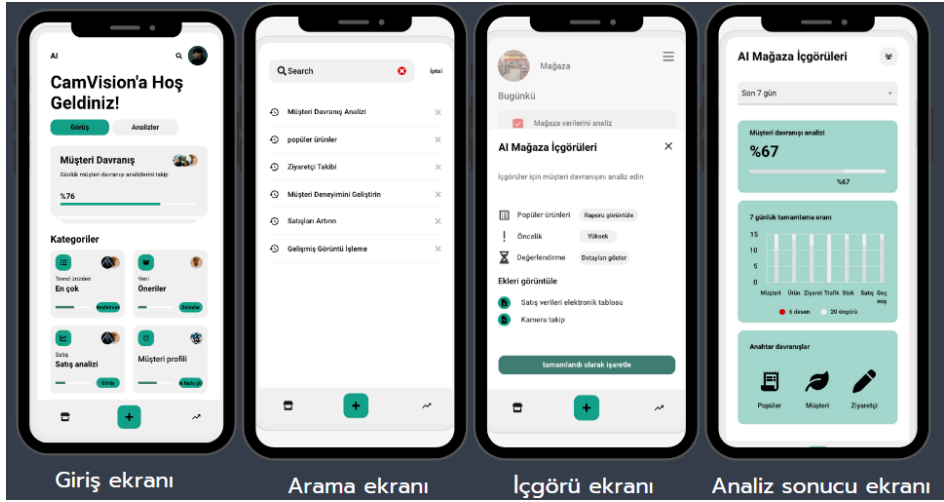 AI
CamVision'a Hoş
Geldiniz!
Görüş
Analizler
Müşteri Davranış
Günlük müşteri davranışı analizlerini takip
%76
Kategoriler
Trend ürünleri
En çok
Keşfetmek
Yeni
Öneriler
Detaylar
Satış
Satış analizi
Görüş
Müşteri profili
Giriş ekranı
Search
İptal
Müşteri Davranış Analizi
popüler ürünler
Ziyaretçi Takibi
Müşteri Deneyimini Geliştirin
Satışları Artırın
Gelişmiş Görüntü İşleme
Arama ekranı
Mağaza
Bugünkü
Mağaza verilerini analiz
AI Mağaza İçgörüleri
İçgörüler için müşteri davranışını analiz edin
Popüler ürünleri
Raporu görüntüle
Öncelik
Yüksek
Değerlendirme
Detayları göster
Ekleri görüntüle
Satış verileri elektronik tablosu
Kamera takip
tamamlandı olarak işaretle
İçgörü ekranı
AI Mağaza İçgörüleri
Son 7 gün
Müşteri davranışı analizi
%67
%67
7 günlük tamamlama oranı
15
10
5
0
Müşteri Ürün Ziyaret Trafik Stok Satış Geç
miş
6 desen 20 öngörü
Anahtar davranışlar
Popüler Müşteri Ziyaretçi
Analiz sonucu ekranı